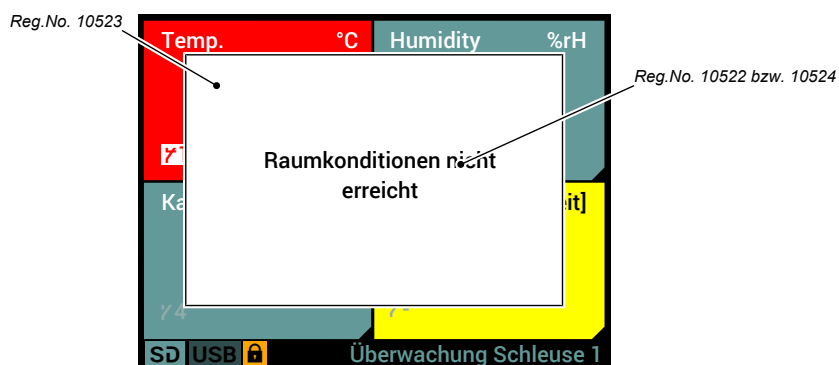 Reg.No. 10523
Temp. °C Humidity %rH
Reg.No. 10522 bzw. 10524
Raumkonditionen nicht
erreicht
Ka
it]
SD USB Überwachung Schleuse 1